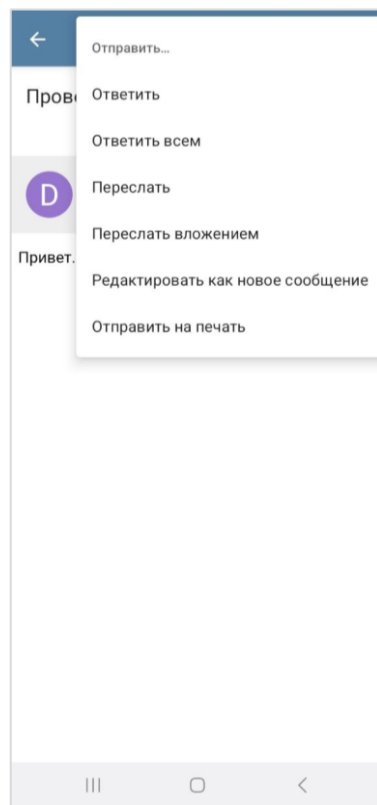 Отправить...
Прове
Ответить
Ответить всем
D
Переслать
Переслать вложением
Привет.
Редактировать как новое сообщение
Отправить на печать